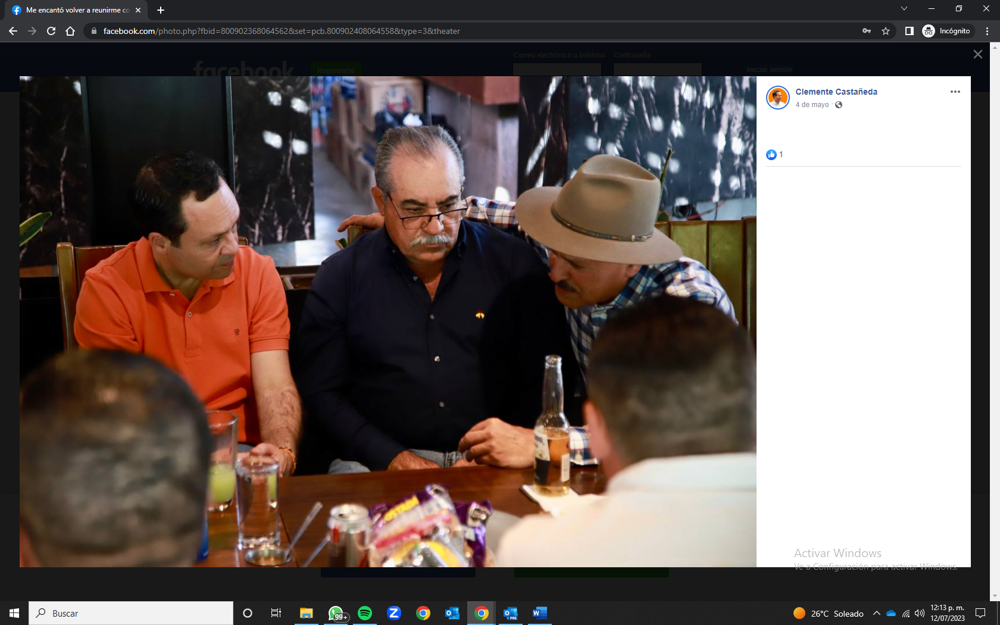 Me encantó volver a reunirme co
facebook.com/photo.php?fbid=800902368064562&set=pcb.800902408064558&type=3&theater
Incógnito
facebook
Registrarte
Correo electrónico o teléfono
Contraseña
Iniciar sesión
Clemente Castañeda
4 de mayo
1
OSTADA
Activar Windows
Ve a Configuración para activar Windows.
Buscar
99+
26°C Soleado
12:13 p. m.
12/07/2023